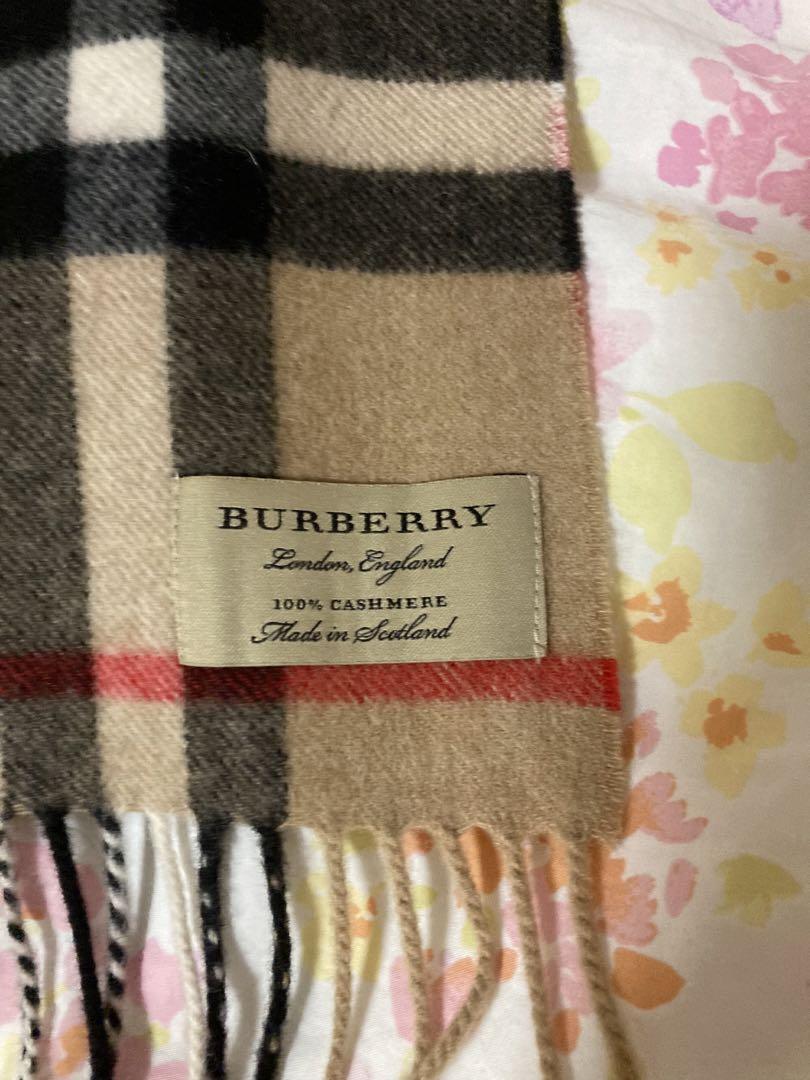 BURBERRY
London, England
100% CASHMERE
Made in Scotland